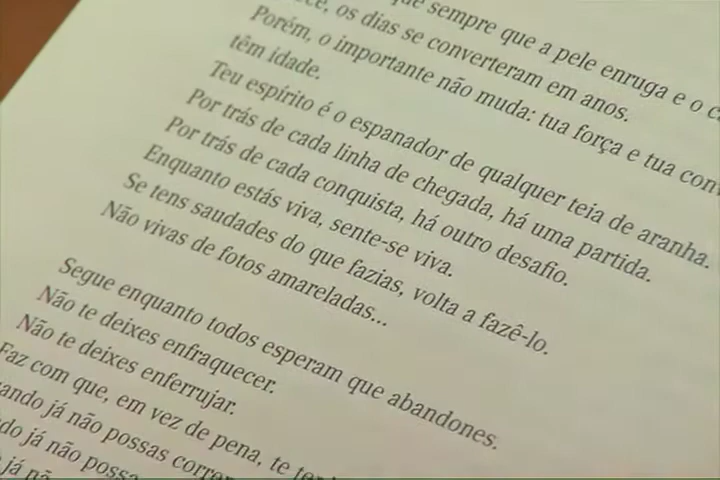 que sempre que a pele enruga e o
os dias se converteram em anos.
Porém, o importante não muda: tua força e tua
têm idade.
Teu espírito é o espanador de qualquer teia de aranha.
Por trás de cada linha de chegada, há uma partida.
Por trás de cada conquista, há outro desafio.
Enquanto estás viva, sente-se viva.
Se tens saudades do que fazias, volta a fazê-lo.
Não vivas de fotos amareladas...
Segue enquanto todos esperam que abandones.
Não te deixes enfraquecer.
Não te deixes enferrujar.
Faz com que, em vez de pena, te
já não possas
já não
já